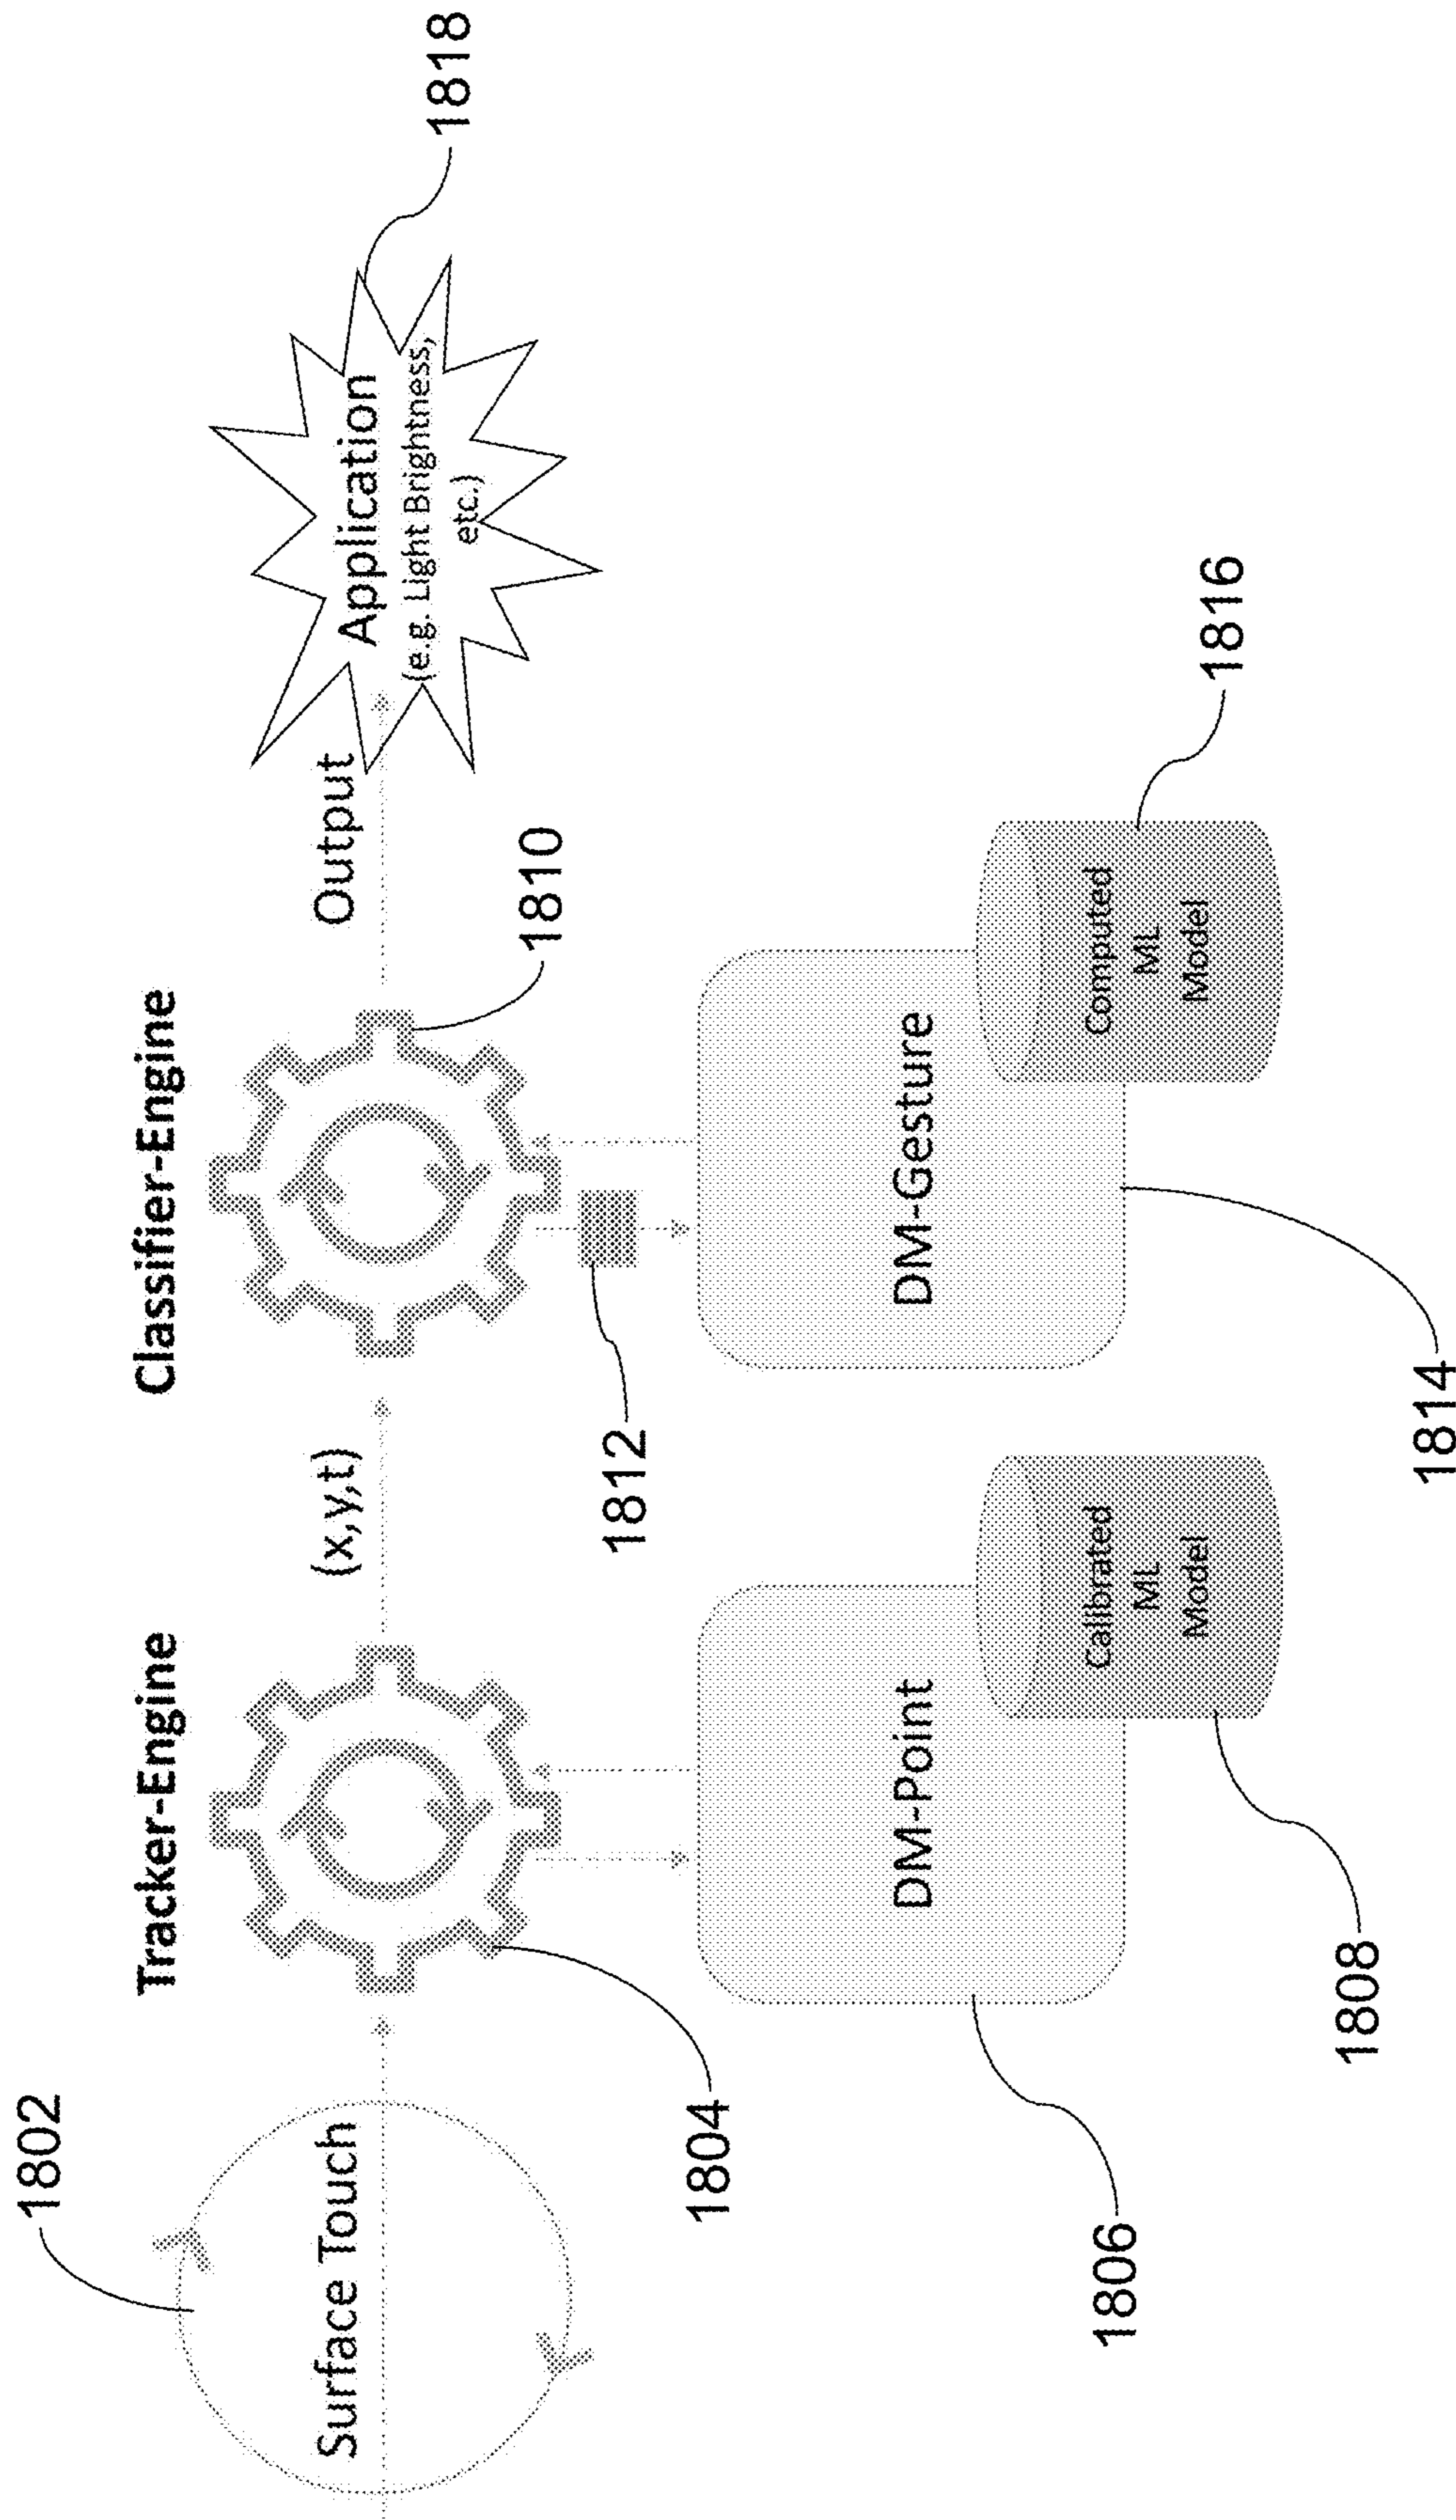 1802
Surface Touch
Tracker-Engine
1804
(x,y,t)
Classifier-Engine
1810
Output
Application
(e.g. Light Brightness,
etc.)
1818
1812
DM-Point
1806
Calibrated
ML
Model
1808
DM-Gesture
1814
Computed
ML
Model
1816